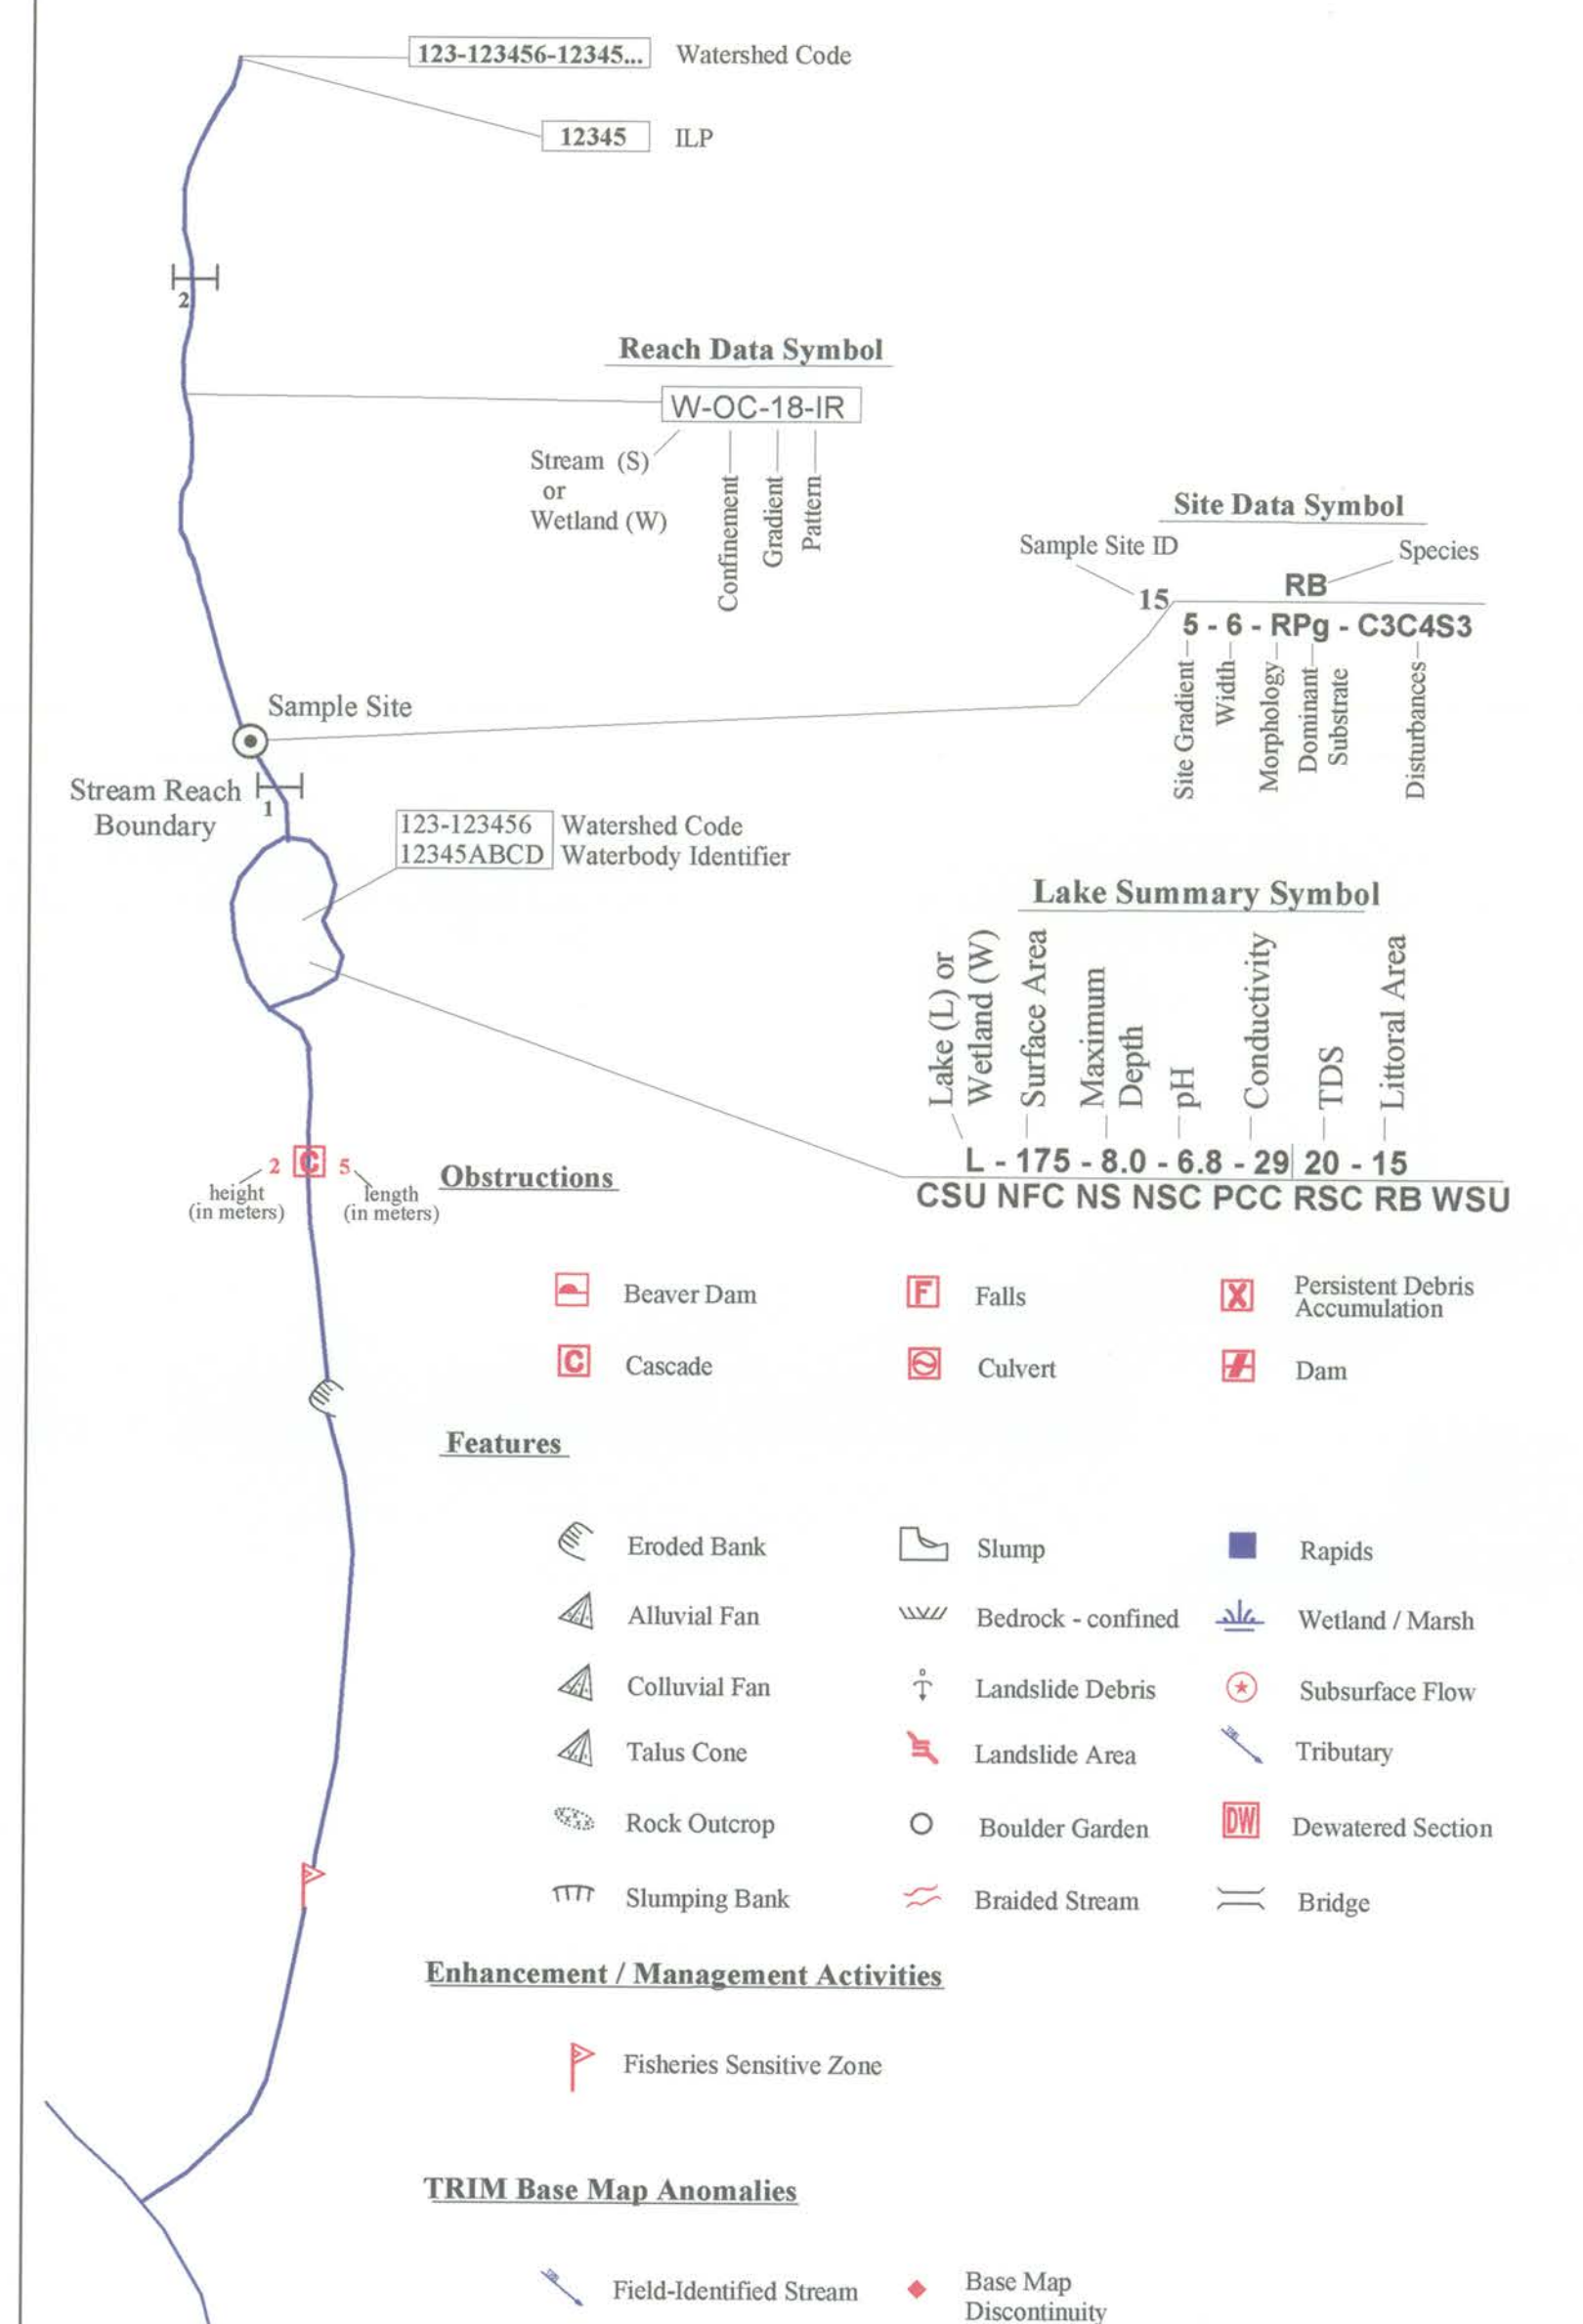 123-123456-12345... Watershed Code
12345 ILP
2
Reach Data Symbol
W-OC-18-IR
Stream (S)
or
Wetland (W)
Confinement
Gradient
Pattern
Site Data Symbol
Sample Site ID
Species
RB
15
5 - 6 - RPg - C3C4S3
Site Gradient
Width
Morphology
Dominant
Substrate
Disturbances
Sample Site
Stream Reach
Boundary
1
123-123456 Watershed Code
12345ABCD Waterbody Identifier
Lake Summary Symbol
Lake (L) or
Wetland (W)
Surface Area
Maximum
Depth
pH
Conductivity
TDS
Littoral Area
L - 175 - 8.0 - 6.8 - 29 20 - 15
CSU NFC NS NSC PCC RSC RB WSU
2 C 5
height
(in meters)
length
(in meters)
Obstructions
Beaver Dam
F Falls
X Persistent Debris
Accumulation
C Cascade
Culvert
Dam
Features
Eroded Bank
Slump
Rapids
Alluvial Fan
Bedrock - confined
Wetland / Marsh
Colluvial Fan
Landslide Debris
Subsurface Flow
Talus Cone
Landslide Area
Tributary
Rock Outcrop
Boulder Garden
DW Dewatered Section
Slumping Bank
Braided Stream
Bridge
Enhancement / Management Activities
Fisheries Sensitive Zone
TRIM Base Map Anomalies
Field-Identified Stream
Base Map
Discontinuity